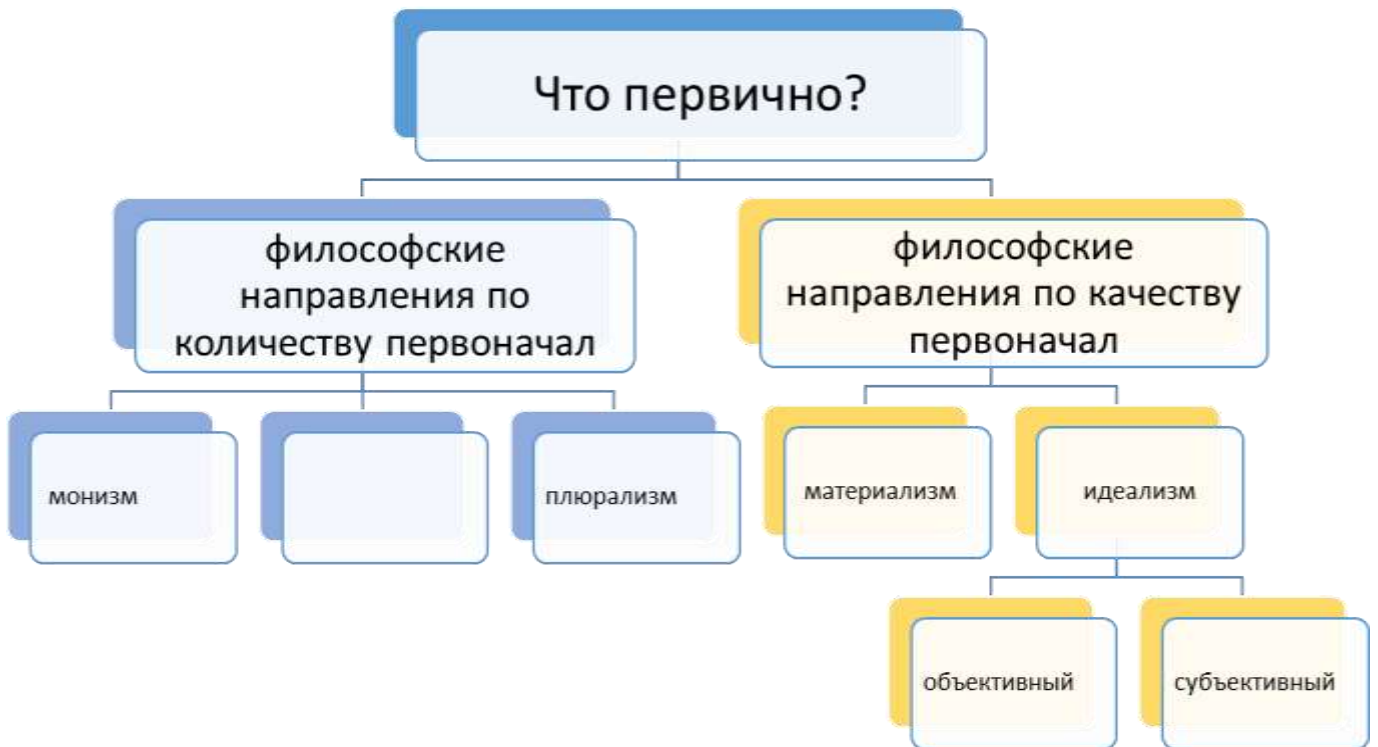 Что первично?
философские
направления по
количеству первоначал
философские
направления по качеству
первоначал
монизм
плюрализм
материализм
идеализм
объективный
субъективный